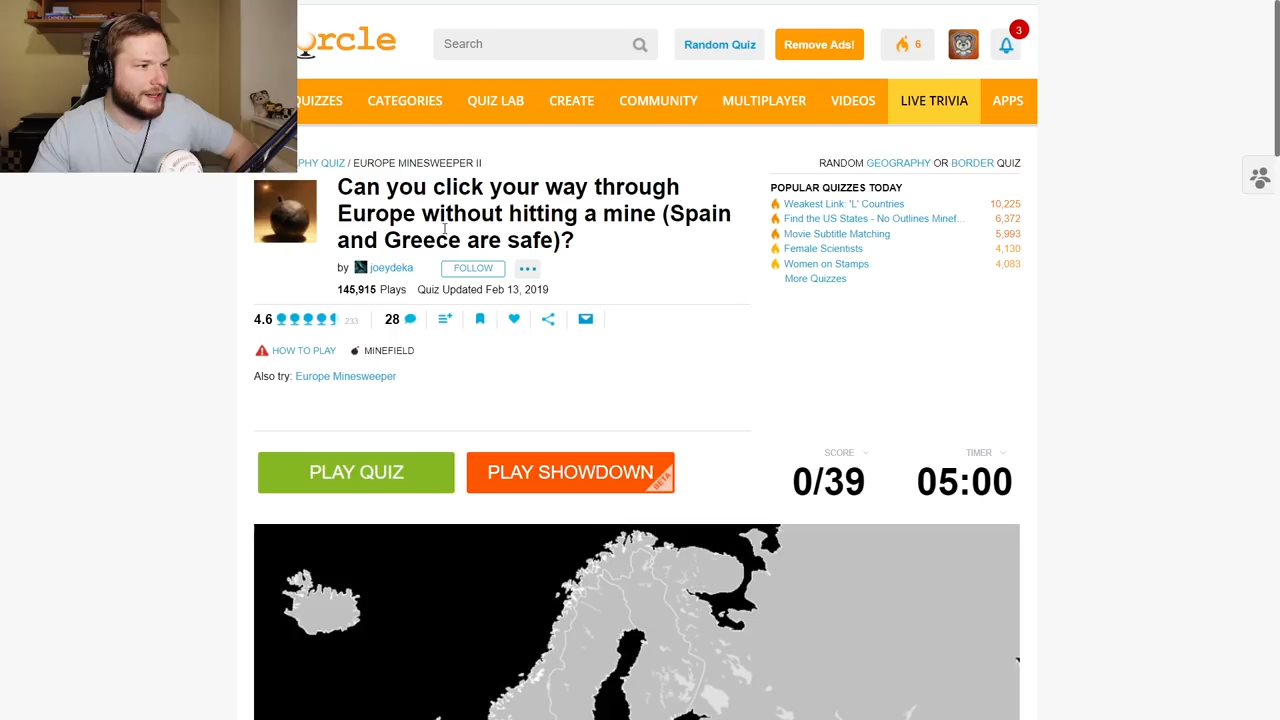 rcle
Search
Random Quiz
Remove Ads!
6
3
QUIZZES
CATEGORIES
QUIZ LAB
CREATE
COMMUNITY
MULTIPLAYER
VIDEOS
LIVE TRIVIA
APPS
PHY QUIZ / EUROPE MINESWEEPER II
RANDOM GEOGRAPHY OR BORDER QUIZ
Can you click your way through
Europe without hitting a mine (Spain
and Greece are safe)?
by joeydeka
FOLLOW
145,915 Plays Quiz Updated Feb 13, 2019
4.6
233
28
HOW TO PLAY
MINEFIELD
Also try: Europe Minesweeper
POPULAR QUIZZES TODAY
Weakest Link: 'L' Countries 10,225
Find the US States - No Outlines Minef... 6,372
Movie Subtitle Matching 5,993
Female Scientists 4,130
Women on Stamps 4,083
More Quizzes
PLAY QUIZ
PLAY SHOWDOWN
BETA
SCORE
0/39
TIMER
05:00